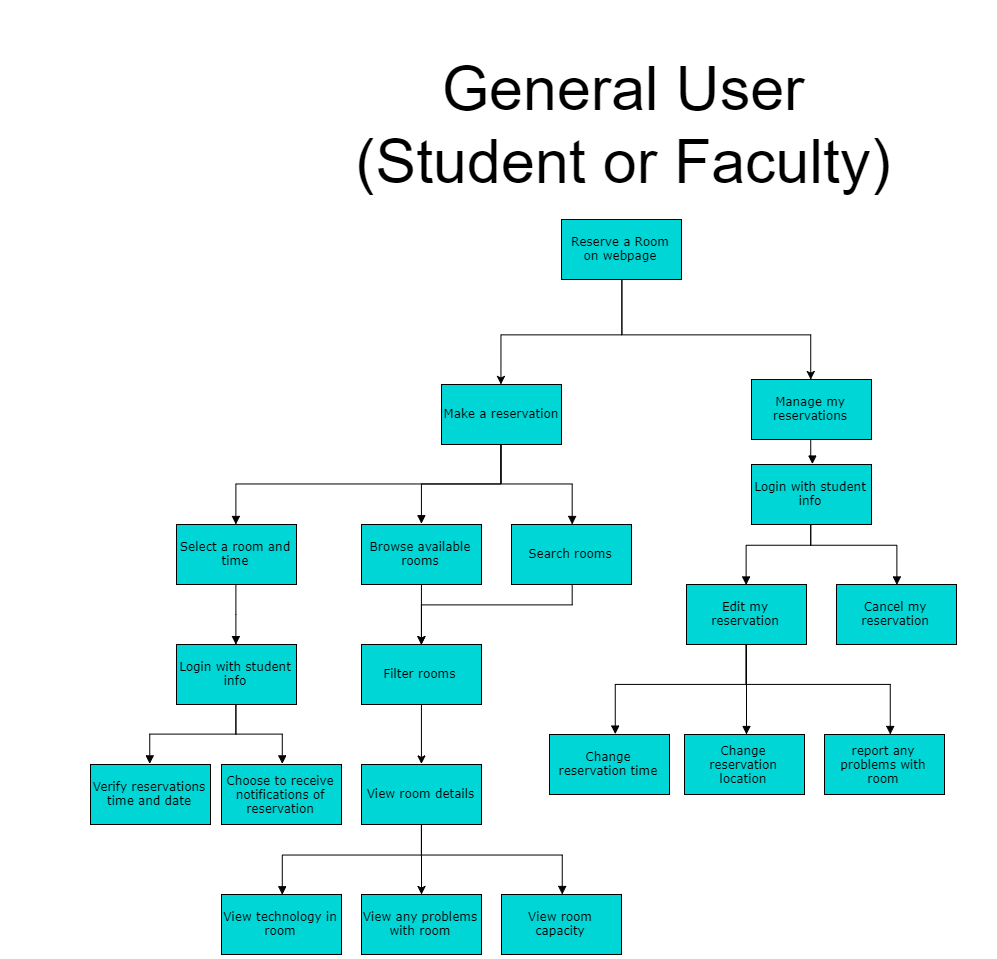 General User
(Student or Faculty)
Reserve a Room
on webpage
Make a reservation
Manage my
reservations
Login with student
info
Select a room and
time
Browse available
rooms
Search rooms
Edit my
reservation
Cancel my
reservation
Login with student
info
Filter rooms
Change
reservation time
Change
reservation
location
report any
problems with
room
Verify reservations
time and date
Choose to receive
notifications of
reservation
View room details
View technology in
room
View any problems
with room
View room
capacity